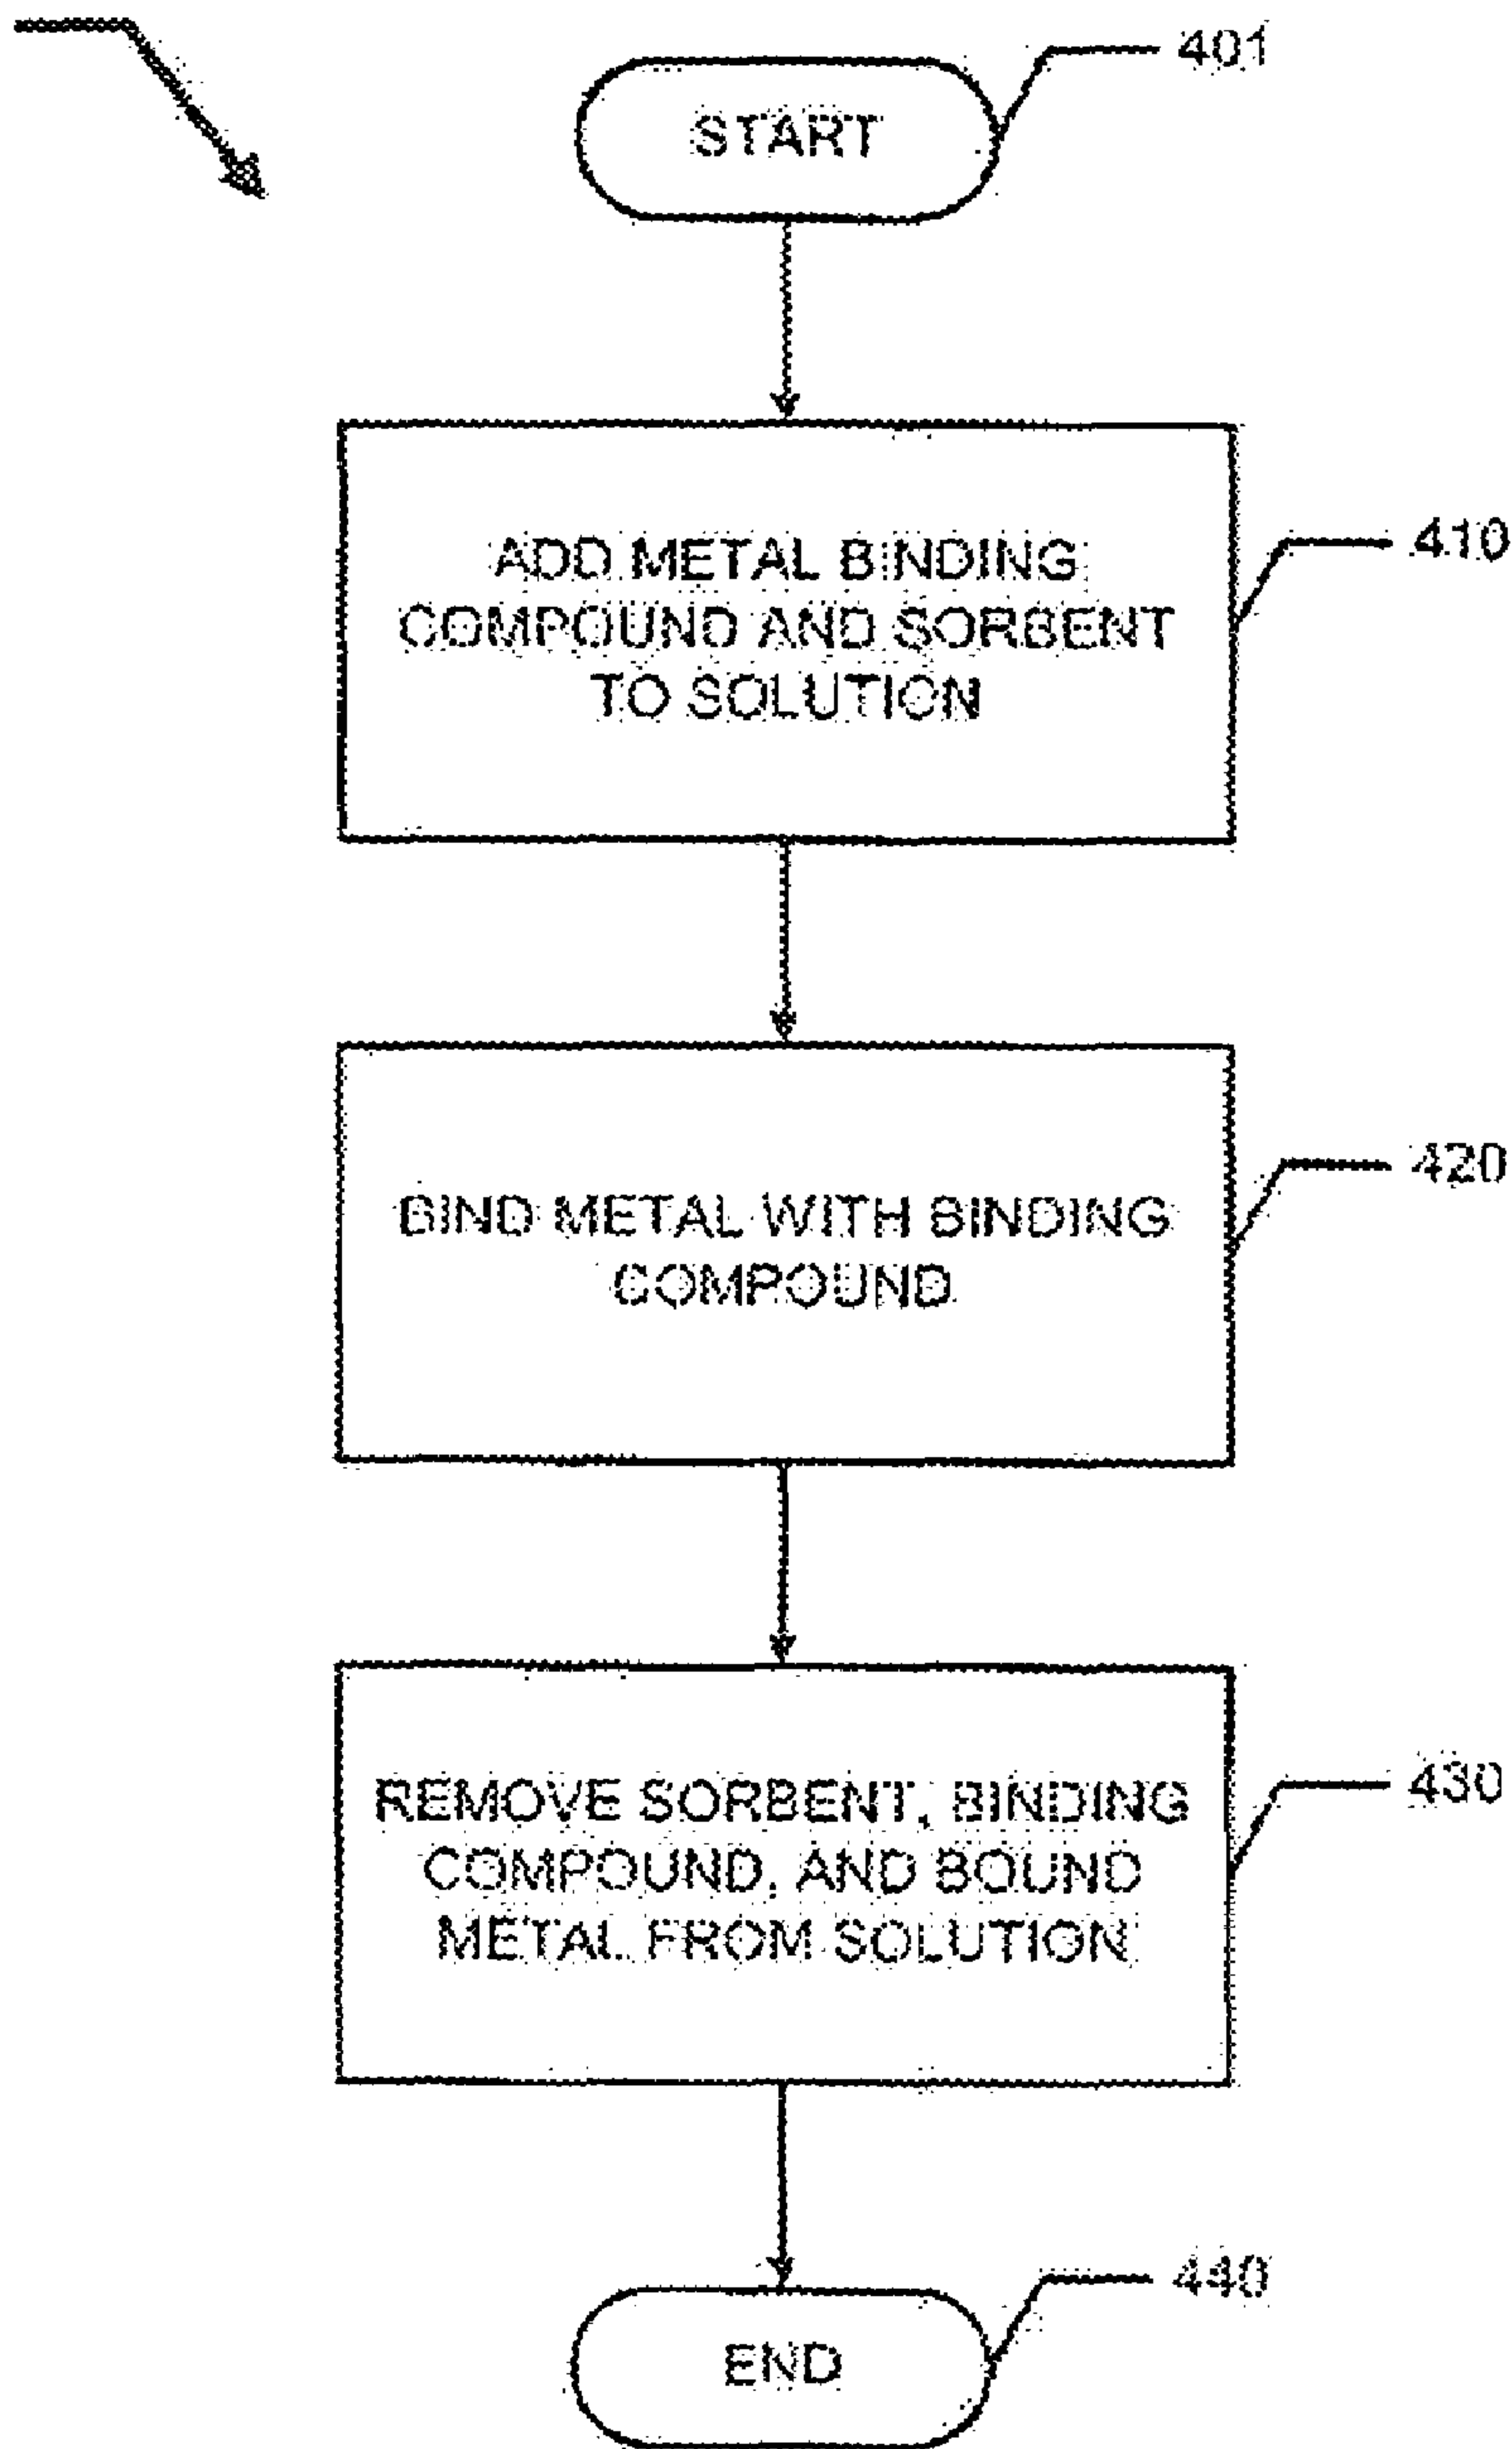 401
START
ADD METAL BINDING
COMPOUND AND SORBENT
TO SOLUTION
410
BIND METAL WITH BINDING
COMPOUND
420
REMOVE SORBENT, BINDING
COMPOUND, AND BOUND
METAL FROM SOLUTION
430
440
END